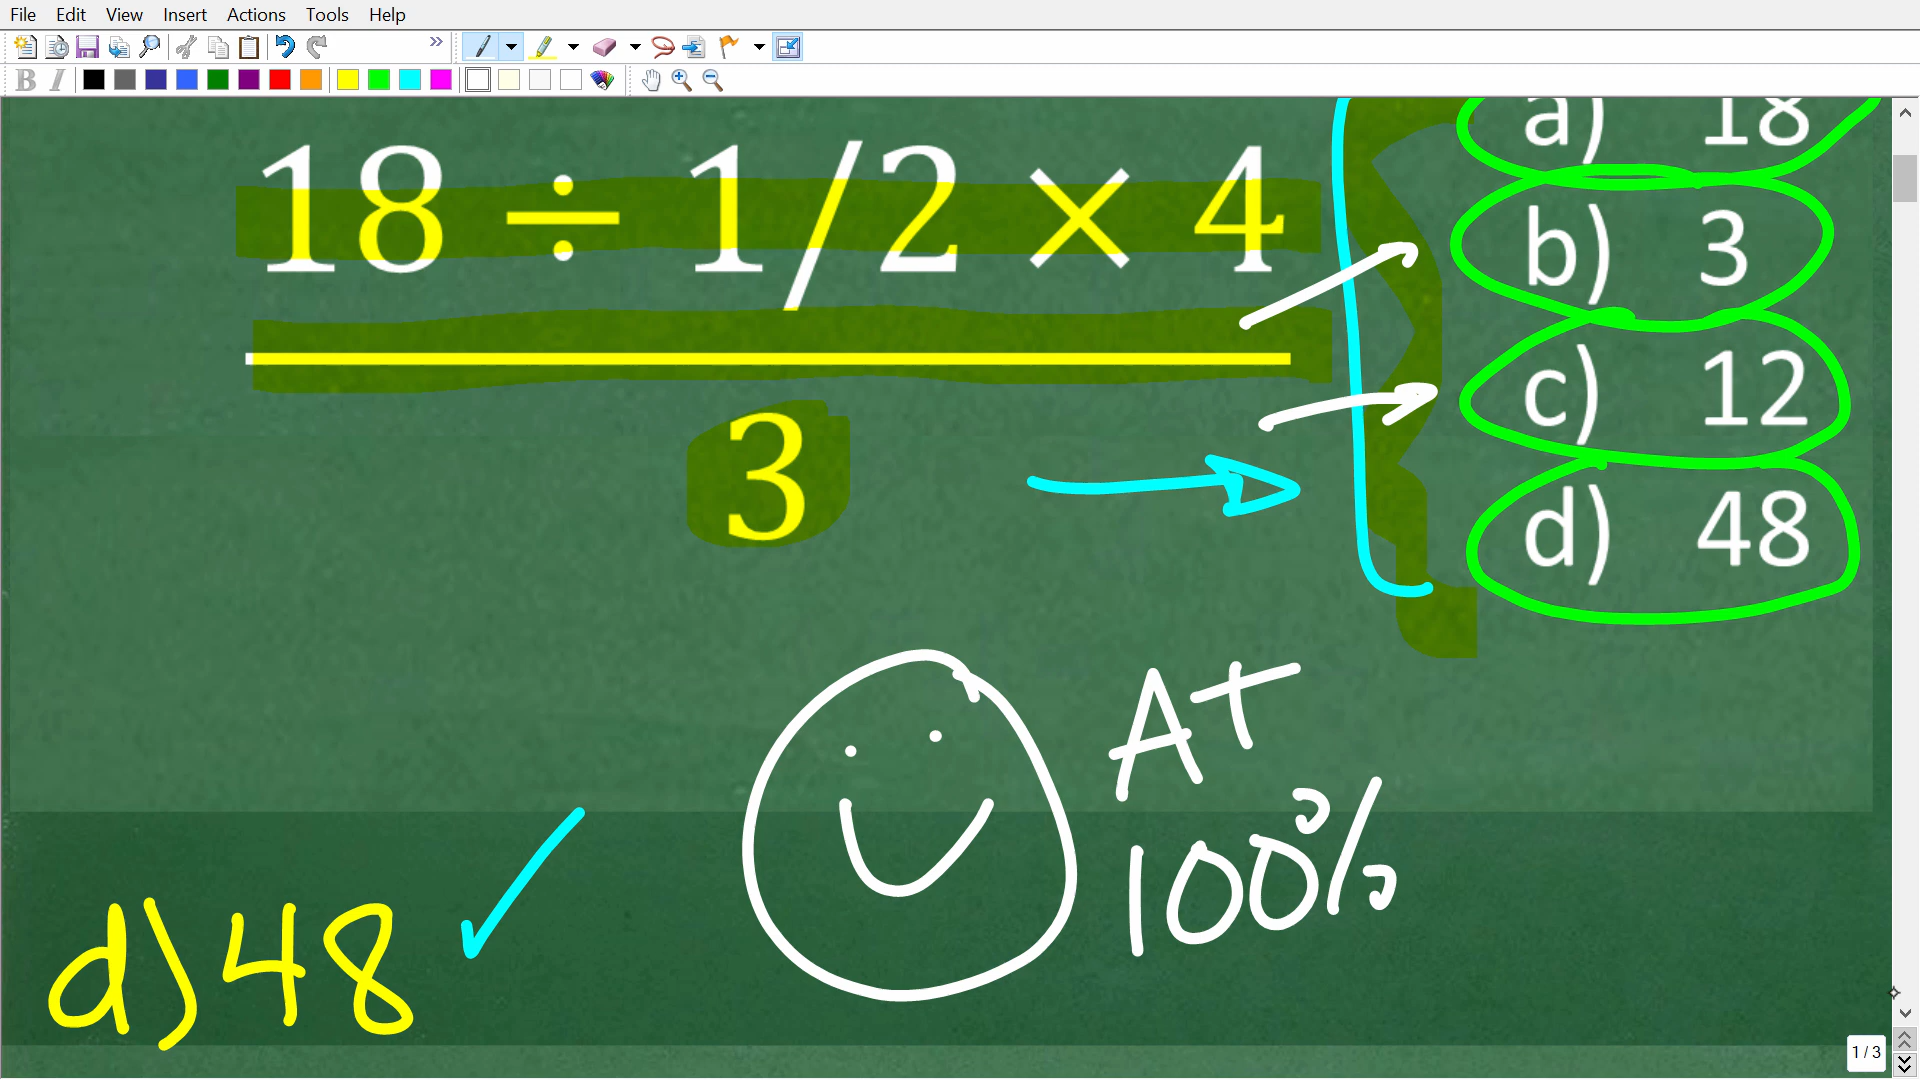 File Edit View Insert Actions Tools Help
B I
18 ÷ 1/2 × 4
3
a) 18
b) 3
c) 12
d) 48
A+
100%
d) 48
1 / 3